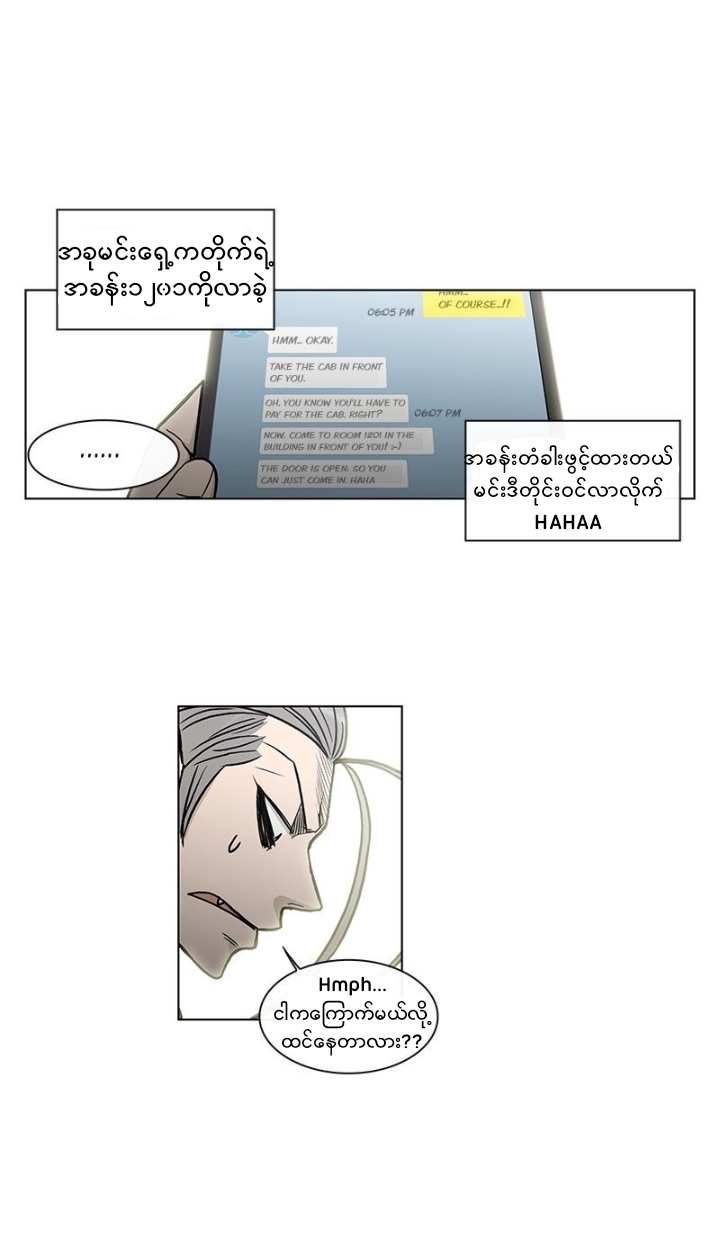 အခုမင်းရှေ့ကတိုက်ရဲ့
အခန်း၁၂၀၁ကိုလာခဲ့
HMM...
OF COURSE...!!
06:05 PM
HMM... OKAY.
TAKE THE CAB IN FRONT
OF YOU.
OH, YOU KNOW YOU'LL HAVE TO
PAY FOR THE CAB, RIGHT?
06:07 PM
NOW, COME TO ROOM 1201 IN THE
BUILDING IN FRONT OF YOU! :-)
THE DOOR IS OPEN, SO YOU
CAN JUST COME IN. HAHA
......
အခန်းတံခါးဖွင့်ထားတယ်
မင်းဒီတိုင်းဝင်လာလိုက်
HAHAA
Hmph...
ငါကကြောက်မယ်လို့
ထင်နေတာလား??